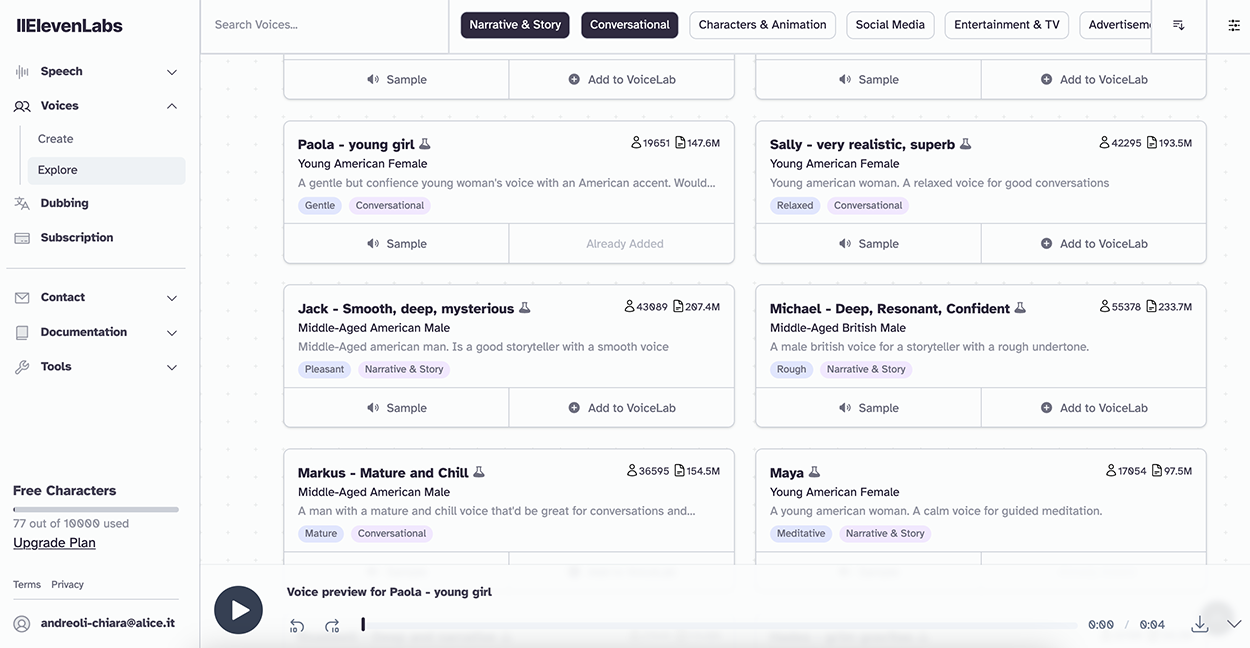 IIElevenLabs
Speech
Voices
Create
Explore
Dubbing
Subscription
Contact
Documentation
Tools
Free Characters
77 out of 10000 used
Upgrade Plan
Terms Privacy
andreoli-chiara@alice.it
Search Voices...
Narrative & Story Conversational Characters & Animation Social Media Entertainment & TV Advertisem
Sample Add to VoiceLab Sample Add to VoiceLab
Paola - young girl 19651 147.6M
Young American Female
A gentle but confience young woman's voice with an American accent. Would...
Gentle Conversational
Sample Already Added
Sally - very realistic, superb 42295 193.5M
Young American Female
Young american woman. A relaxed voice for good conversations
Relaxed Conversational
Sample Add to VoiceLab
Jack - Smooth, deep, mysterious 43089 207.4M
Middle-Aged American Male
Middle-Aged american man. Is a good storyteller with a smooth voice
Pleasant Narrative & Story
Sample Add to VoiceLab
Michael - Deep, Resonant, Confident 55378 233.7M
Middle-Aged British Male
A male british voice for a storyteller with a rough undertone.
Rough Narrative & Story
Sample Add to VoiceLab
Markus - Mature and Chill 36595 154.5M
Middle-Aged American Male
A man with a mature and chill voice that'd be great for conversations and...
Mature Conversational
Maya 17054 97.5M
Young American Female
A young american woman. A calm voice for guided meditation.
Meditative Narrative & Story
Voice preview for Paola - young girl
10 10 0:00 / 0:04